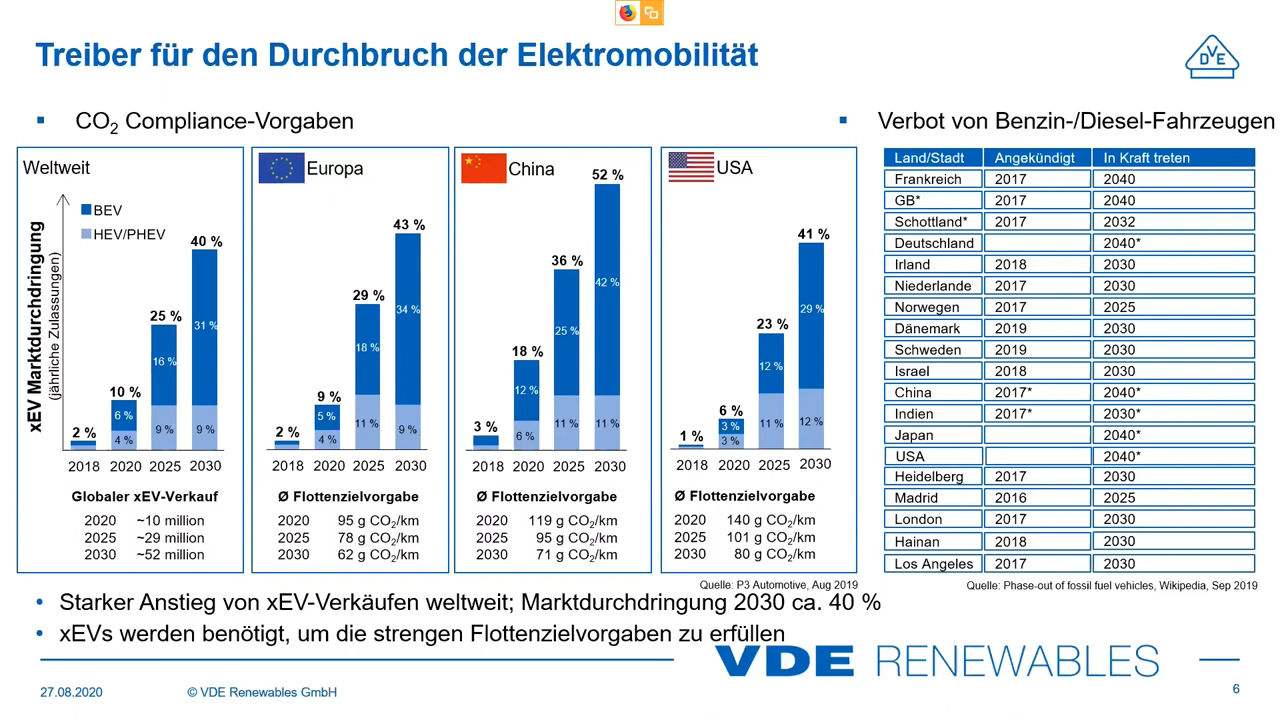 Treiber für den Durchbruch der Elektromobilität
VDE
▪ CO₂ Compliance-Vorgaben
Weltweit
xEV Marktdurchdringung
(jährliche Zulassungen)
BEV
HEV/PHEV
2 % 10 % 25 % 40 %
6 % 16 % 31 %
4 % 9 % 9 %
2018 2020 2025 2030
Globaler xEV-Verkauf
2020 ~10 million
2025 ~29 million
2030 ~52 million
Europa
2 % 9 % 29 % 43 %
5 % 18 % 34 %
4 % 11 % 9 %
2018 2020 2025 2030
Ø Flottenzielvorgabe
2020 95 g CO₂/km
2025 78 g CO₂/km
2030 62 g CO₂/km
China
3 % 18 % 36 % 52 %
12 % 25 % 42 %
6 % 11 % 11 %
2018 2020 2025 2030
Ø Flottenzielvorgabe
2020 119 g CO₂/km
2025 95 g CO₂/km
2030 71 g CO₂/km
USA
1 % 6 % 23 % 41 %
3 % 12 % 29 %
3 % 11 % 12 %
2018 2020 2025 2030
Ø Flottenzielvorgabe
2020 140 g CO₂/km
2025 101 g CO₂/km
2030 80 g CO₂/km
Quelle: P3 Automotive, Aug 2019
▪ Verbot von Benzin-/Diesel-Fahrzeugen
Land/Stadt Angekündigt In Kraft treten
Frankreich 2017 2040
GB* 2017 2040
Schottland* 2017 2032
Deutschland 2040*
Irland 2018 2030
Niederlande 2017 2030
Norwegen 2017 2025
Dänemark 2019 2030
Schweden 2019 2030
Israel 2018 2030
China 2017* 2040*
Indien 2017* 2030*
Japan 2040*
USA 2040*
Heidelberg 2017 2030
Madrid 2016 2025
London 2017 2030
Hainan 2018 2030
Los Angeles 2017 2030
Quelle: Phase-out of fossil fuel vehicles, Wikipedia, Sep 2019
• Starker Anstieg von xEV-Verkäufen weltweit; Marktdurchdringung 2030 ca. 40 %
• xEVs werden benötigt, um die strengen Flottenzielvorgaben zu erfüllen
VDE RENEWABLES
27.08.2020 © VDE Renewables GmbH 6